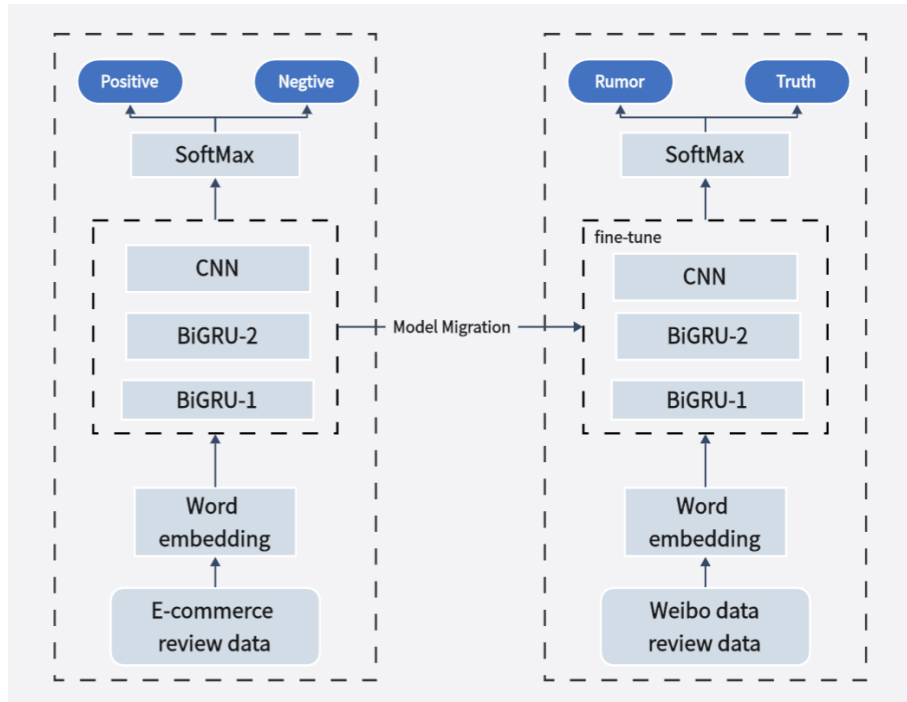 Positive
Negtive
SoftMax
CNN
BiGRU-2
BiGRU-1
Word
embedding
E-commerce
review data
Model Migration
Rumor
Truth
SoftMax
fine-tune
CNN
BiGRU-2
BiGRU-1
Word
embedding
Weibo data
review data